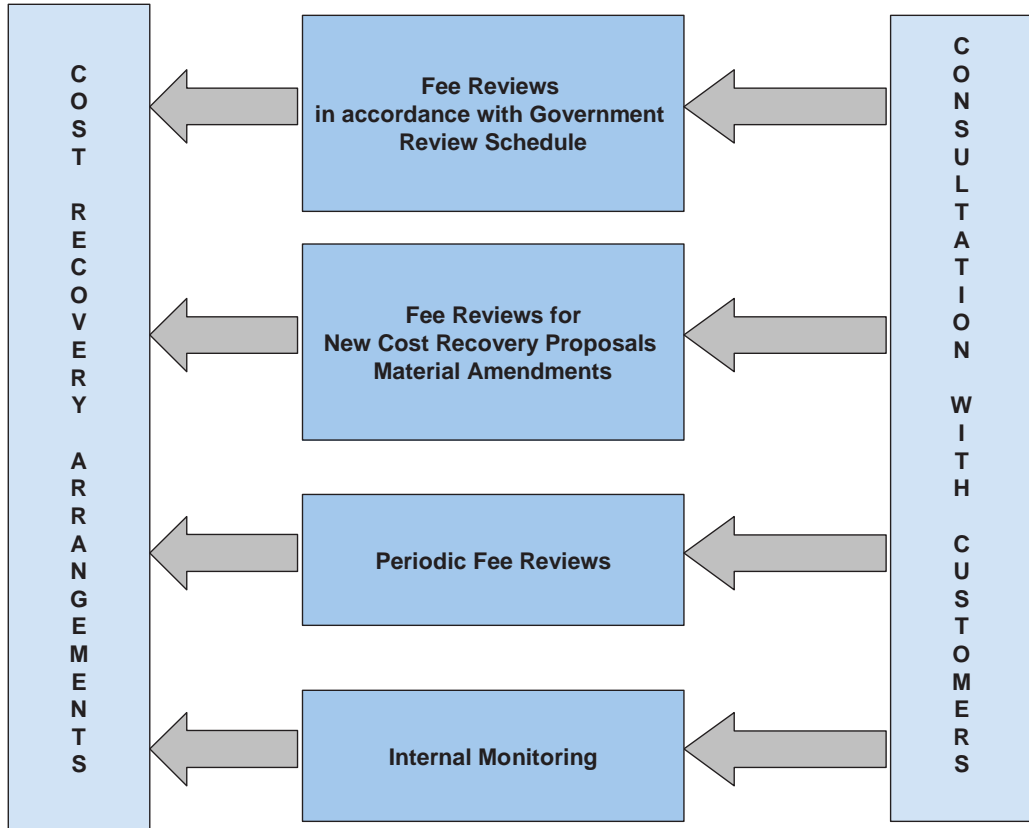 COST RECOVERY ARRANGEMENTS
Fee Reviews
in accordance with Government
Review Schedule
Fee Reviews for
New Cost Recovery Proposals
Material Amendments
Periodic Fee Reviews
Internal Monitoring
CONSULTATION WITH CUSTOMERS